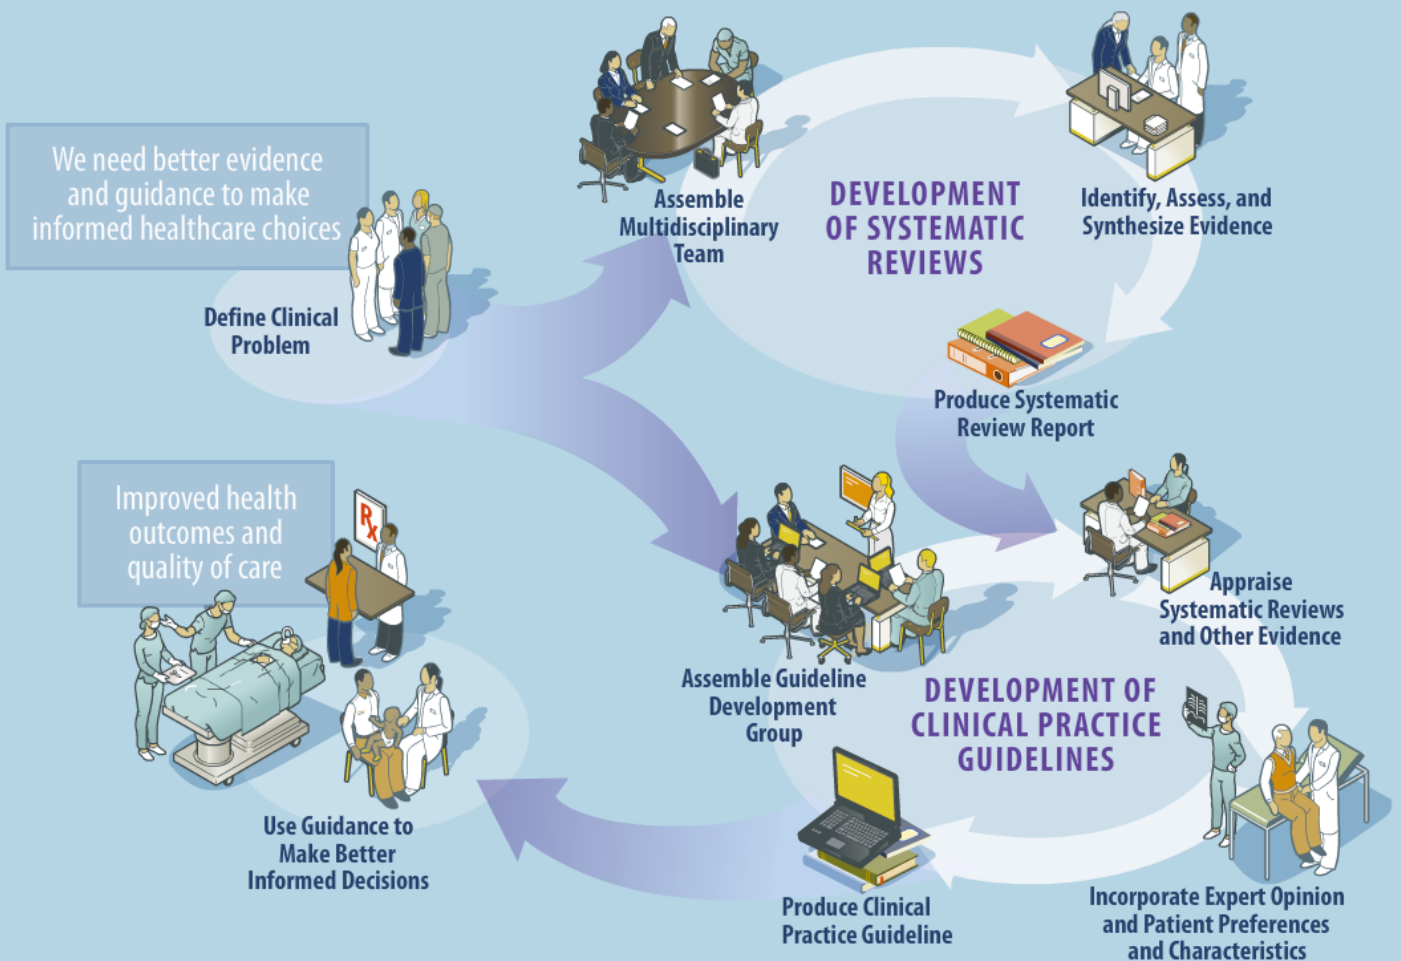 We need better evidence
and guidance to make
informed healthcare choices
Define Clinical
Problem
Assemble
Multidisciplinary
Team
DEVELOPMENT
OF SYSTEMATIC
REVIEWS
Identify, Assess, and
Synthesize Evidence
Produce Systematic
Review Report
Assemble Guideline
Development
Group
DEVELOPMENT OF
CLINICAL PRACTICE
GUIDELINES
Appraise
Systematic Reviews
and Other Evidence
Incorporate Expert Opinion
and Patient Preferences
and Characteristics
Produce Clinical
Practice Guideline
Improved health
outcomes and
quality of care
Rx
Use Guidance to
Make Better
Informed Decisions